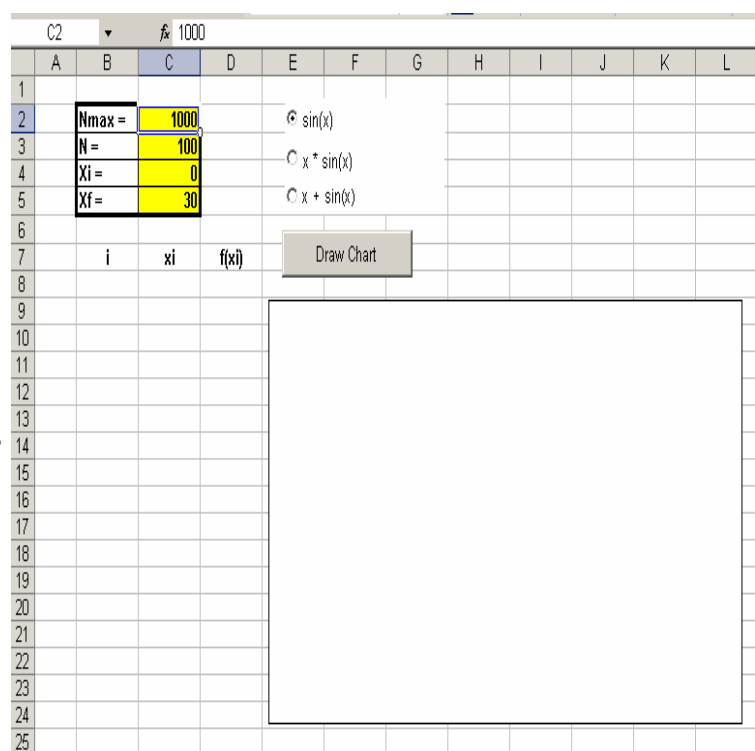 C2 fx 1000
A B C D E F G H I J K L
1
2 Nmax = 1000 sin(x)
3 N = 100
4 Xi = 0 x * sin(x)
5 Xf = 30 x + sin(x)
6
7 i xi f(xi) Draw Chart
8
9
10
11
12
13
14
15
16
17
18
19
20
21
22
23
24
25